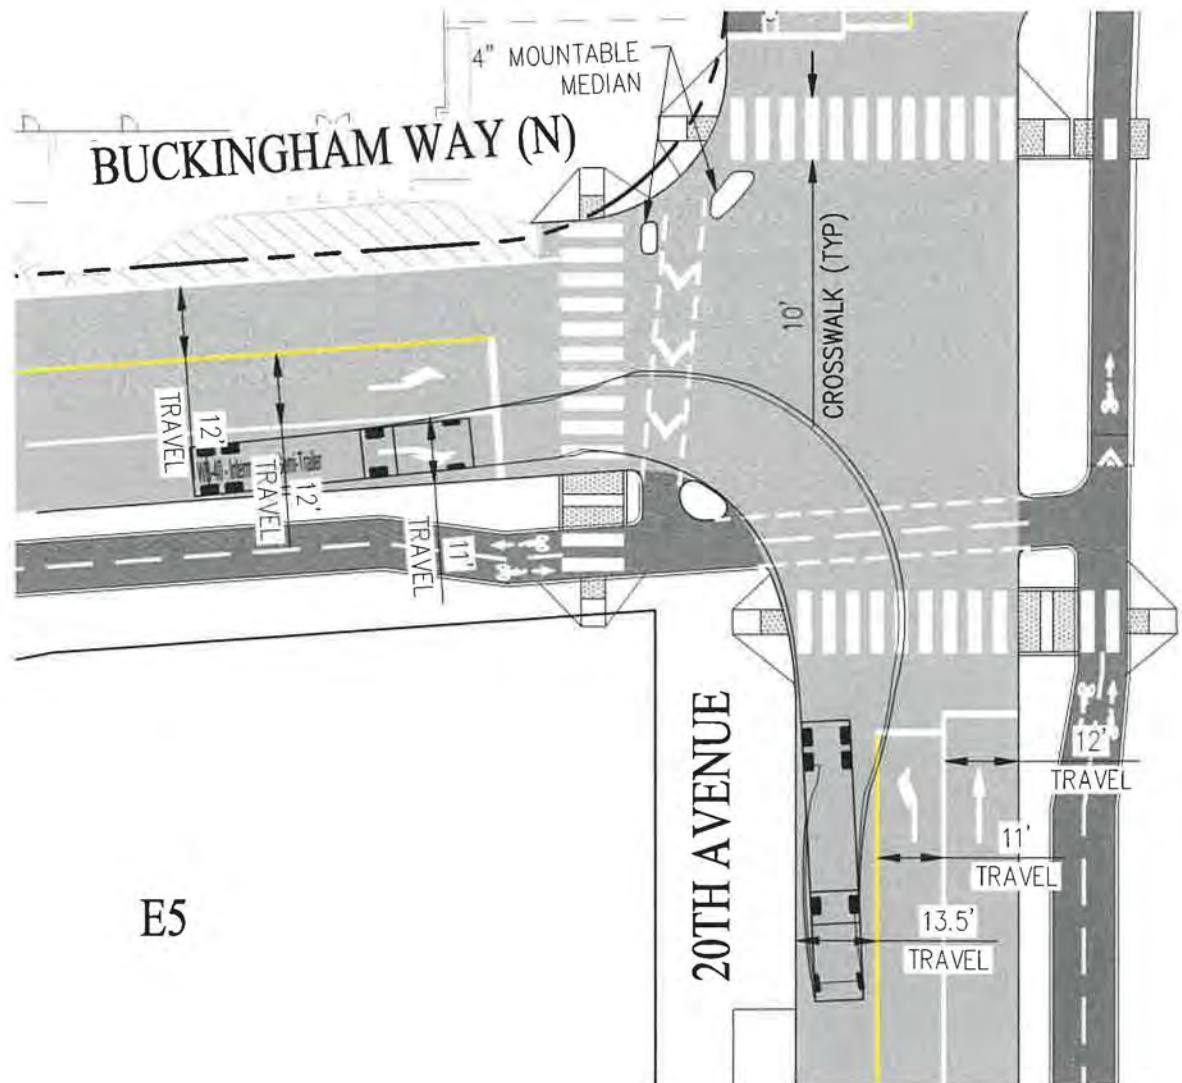 4" MOUNTABLE
MEDIAN
BUCKINGHAM WAY (N)
10'
CROSSWALK (TYP)
12'
TRAVEL
12'
TRAVEL
11'
TRAVEL
12'
TRAVEL
11'
TRAVEL
13.5'
TRAVEL
20TH AVENUE
E5